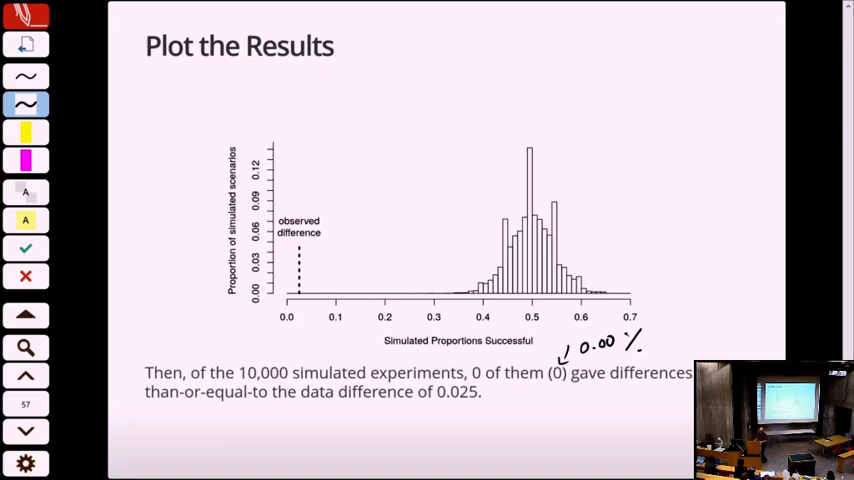 Plot the Results
Proportion of simulated scenarios
0.00 0.03 0.06 0.09 0.12
observed
difference
0.0 0.1 0.2 0.3 0.4 0.5 0.6 0.7
Simulated Proportions Successful
0.00 %
Then, of the 10,000 simulated experiments, 0 of them (0) gave differences
than-or-equal-to the data difference of 0.025.
A
A
57